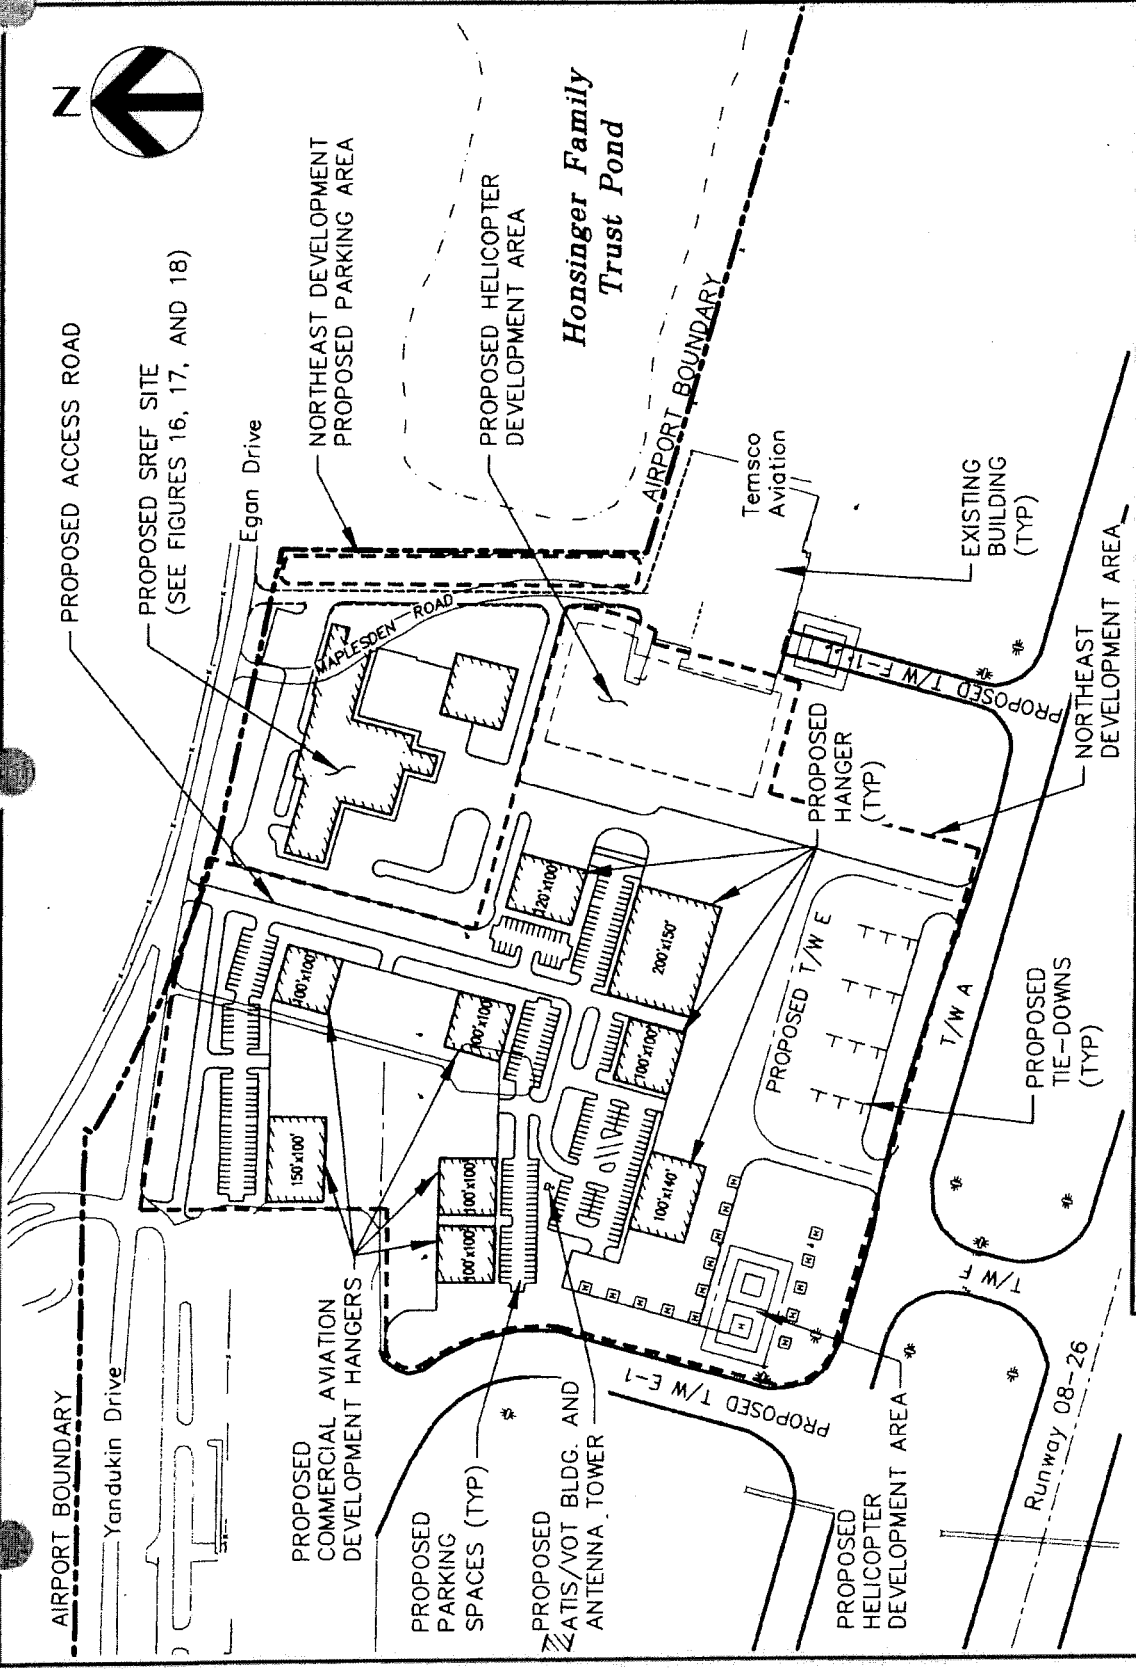 N
PROPOSED ACCESS ROAD
PROPOSED SREF SITE
(SEE FIGURES 16, 17, AND 18)
Egan Drive
NORTHEAST DEVELOPMENT
PROPOSED PARKING AREA
PROPOSED HELICOPTER
DEVELOPMENT AREA
Honsinger Family
Trust Pond
AIRPORT BOUNDARY
MAPLESDEN ROAD
Temsco
Aviation
EXISTING
BUILDING
(TYP)
PROPOSED T/W F-1
NORTHEAST
DEVELOPMENT AREA
PROPOSED
HANGER
(TYP)
120'x100'
200'x150'
100'x100'
100'x100'
100'x100'
150'x100'
100'x100'
100'x100'
100'x140'
PROPOSED T/W E
T/W A
PROPOSED
TIE-DOWNS
(TYP)
T/W F
Runway 08-26
AIRPORT BOUNDARY
Yandukin Drive
PROPOSED
COMMERCIAL AVIATION
DEVELOPMENT HANGERS
PROPOSED
PARKING
SPACES (TYP)
PROPOSED
ATIS/VOT BLDG. AND
ANTENNA TOWER
PROPOSED T/W E-1
PROPOSED
HELICOPTER
DEVELOPMENT AREA